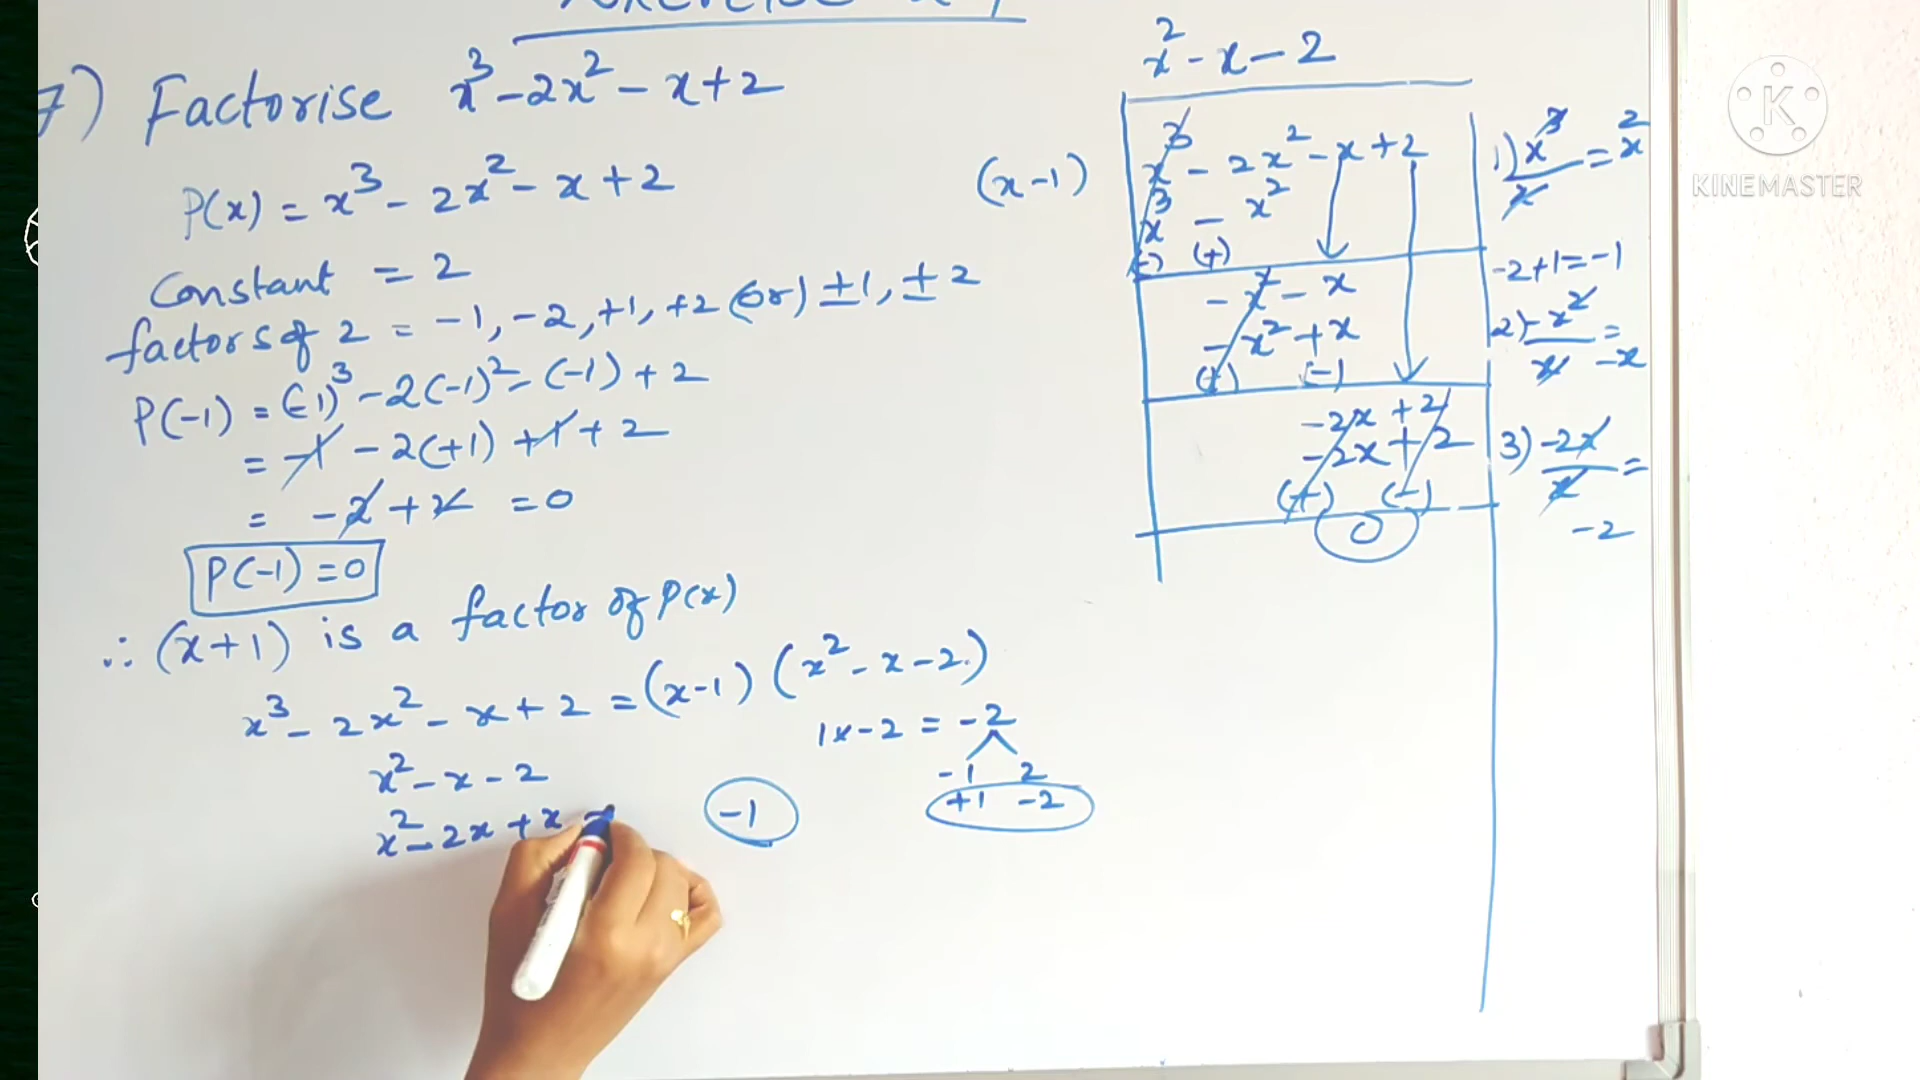 7) Factorise x³-2x²-x+2
P(x) = x³-2x²-x+2
Constant = 2
factors of 2 = -1, -2, +1, +2 (or) ±1, ±2
P(-1) = (-1)³-2(-1)²-(-1)+2
= -1-2(+1)+1+2
= -2+2 =0
P(-1)=0
∴ (x+1) is a factor of P(x)
x³-2x²-x+2 = (x-1)(x²-x-2)
1x-2 = -2
-1 2
+1 -2
x²-x-2
x²-2x+x
-1
x²-x-2
(x-1) x³-2x²-x+2
x³-x²
(-) (+)
-x²-x
-x²+x
(+) (-)
-2x+2
-2x+2
(+) (-)
0
1) x³/x = x²
-2+1=-1
2) -x²/x = -x
3) -2x/x =
-2
KINEMASTER